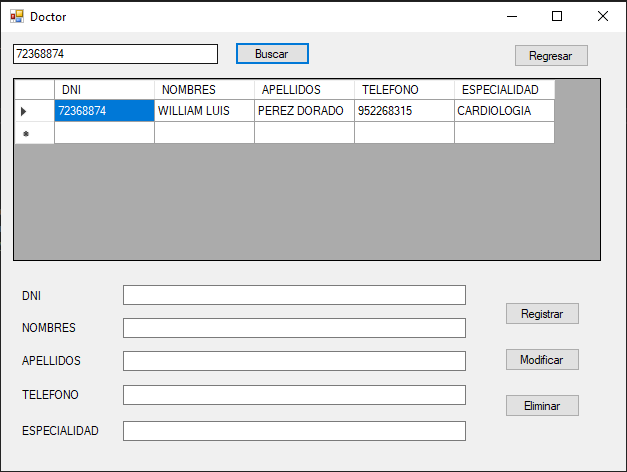 Doctor
72368874 Buscar Regresar
DNI NOMBRES APELLIDOS TELEFONO ESPECIALIDAD
72368874 WILLIAM LUIS PEREZ DORADO 952268315 CARDIOLOGIA
DNI
Registrar
NOMBRES
APELLIDOS Modificar
TELEFONO
Eliminar
ESPECIALIDAD